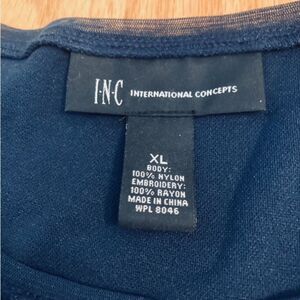 I·N·C INTERNATIONAL CONCEPTS
XL
BODY:
100% NYLON
EMBROIDERY:
100% RAYON
MADE IN CHINA
WPL 8046